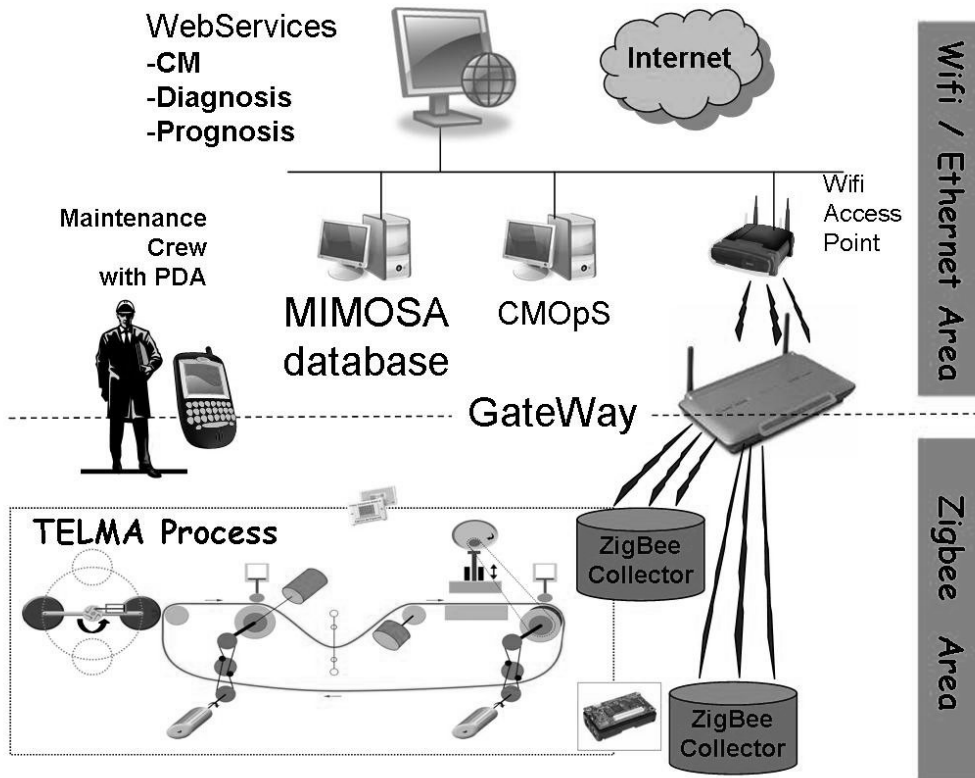 WebServices
-CM
-Diagnosis
-Prognosis
Internet
Wifi / Ethernet Area
Wifi
Access
Point
Maintenance
Crew
with PDA
MIMOSA
database
CMOpS
GateWay
TELMA Process
ZigBee
Collector
ZigBee
Collector
Zigbee Area